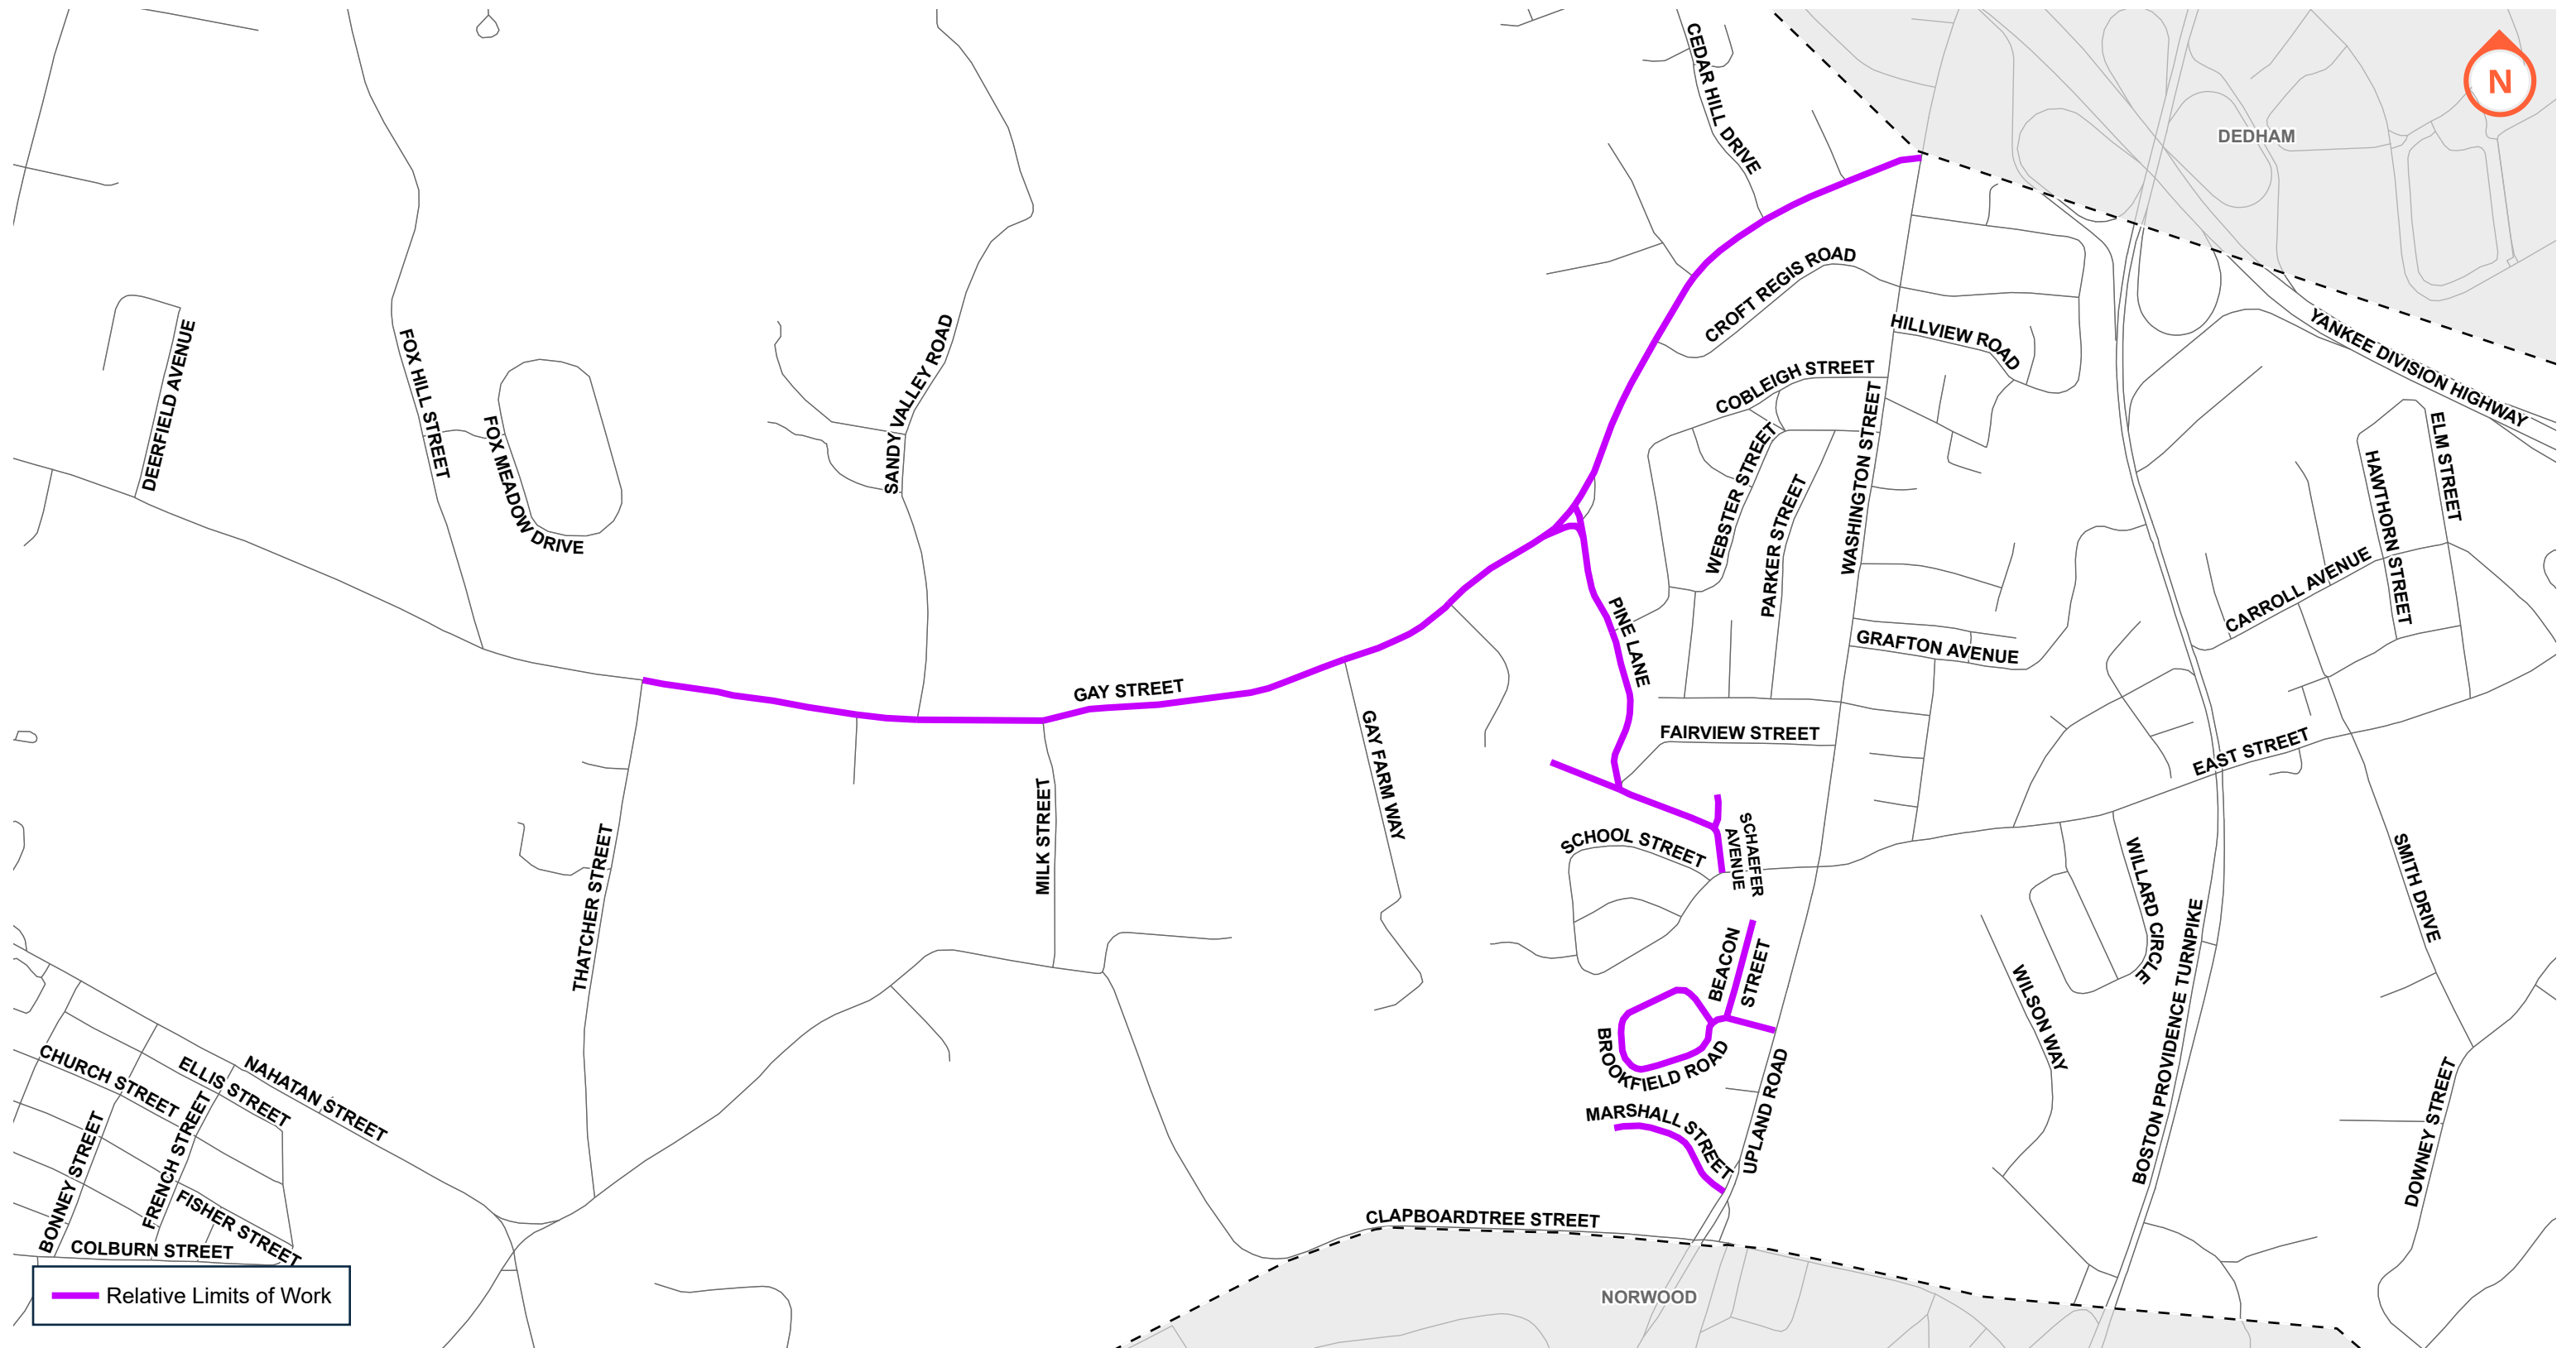 CEDAR HILL DRIVE
N
DEDHAM
CROFT REGIS ROAD
YANKEE DIVISION HIGHWAY
HILLVIEW ROAD
DEERFIELD AVENUE
FOX HILL STREET
SANDY VALLEY ROAD
COBLEIGH STREET
WASHINGTON STREET
ELM STREET
FOX MEADOW DRIVE
WEBSTER STREET
PARKER STREET
HAWTHORN STREET
CARROLL AVENUE
PINE LANE
GRAFTON AVENUE
GAY STREET
GAY FARM WAY
FAIRVIEW STREET
EAST STREET
MILK STREET
THATCHER STREET
SCHOOL STREET
SCHAEFER
AVENUE
WILLARD CIRCLE
SMITH DRIVE
BEACON
STREET
BOSTON PROVIDENCE TURNPIKE
WILSON WAY
BROOKFIELD ROAD
UPLAND ROAD
CHURCH STREET
ELLIS STREET
NAHATAN STREET
MARSHALL STREET
DOWNEY STREET
BONNEY STREET
FRENCH STREET
FISHER STREET
COLBURN STREET
CLAPBOARDTREE STREET
NORWOOD
Relative Limits of Work